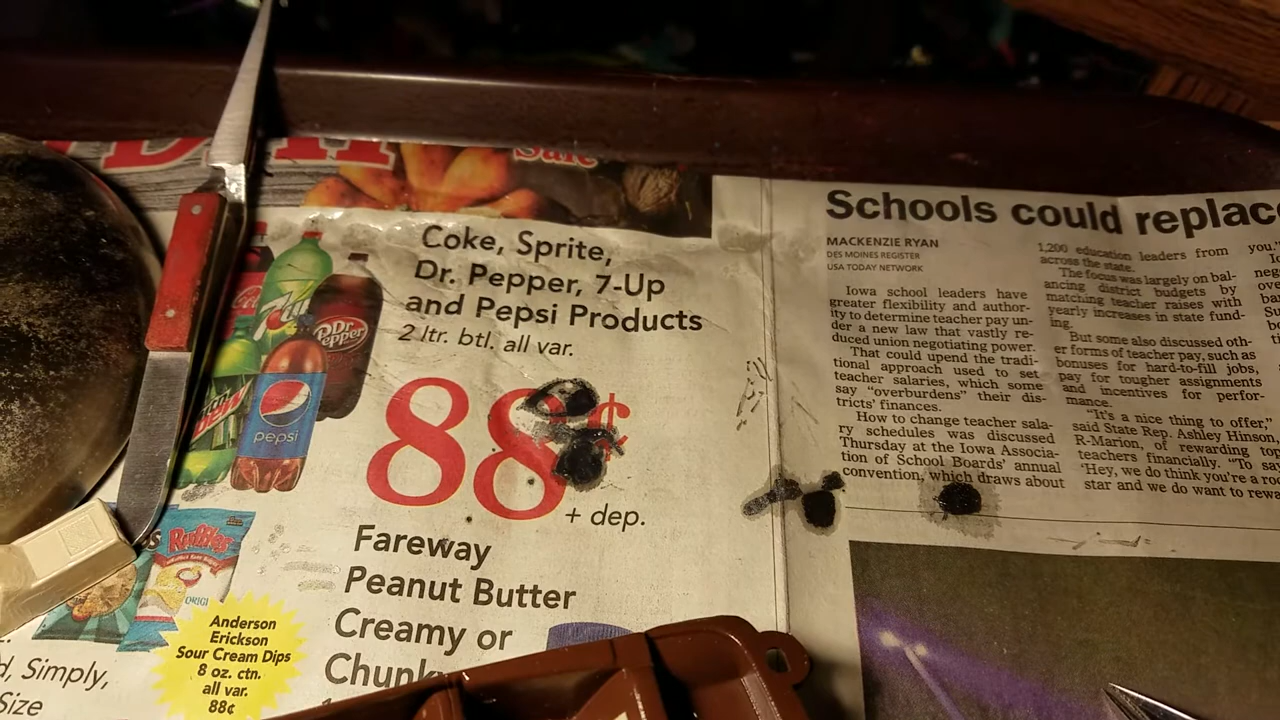 Sale
Coke, Sprite,
Dr. Pepper, 7-Up
and Pepsi Products
2 ltr. btl. all var.
88¢
+ dep.
7up
Dr Pepper
Mtn Dew
pepsi
Fareway
Peanut Butter
Creamy or
Ruffles
Anderson
Erickson
Sour Cream Dips
8 oz. ctn.
all var.
88¢
Simply,
Size
Schools could
MACKENZIE RYAN
DES MOINES REGISTER
USA TODAY NETWORK
Iowa school leaders have
greater flexibility and author-
ity to determine teacher pay un-
der a new law that vastly re-
duced union negotiating power.
That could upend the tradi-
tional approach used to set
teacher salaries, which some
say “overburdens” their dis-
tricts’ finances.
How to change teacher sala-
ry schedules was discussed
Thursday at the Iowa Associa-
tion of School Boards’ annual
convention, which draws about
1,200 education leaders from
across the state.
The focus was largely on bal-
ancing district budgets by
matching teacher raises with
yearly increases in state fund-
ing.
But some also discussed oth-
er forms of teacher pay, such as
bonuses for hard-to-fill jobs,
pay for tougher assignments
and incentives for perfor-
mance.
“It’s a nice thing to offer,”
said State Rep. Ashley Hinson,
R-Marion, of rewarding top
teachers financially. “To say
‘Hey, we do think you’re a
star and we do want to